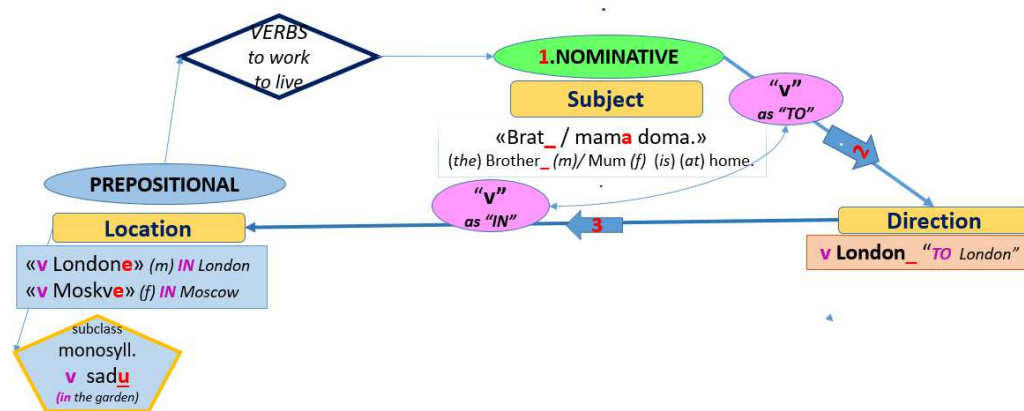 VERBS
to work
to live
1.NOMINATIVE
Subject
«Brat_ / mama doma.»
(the) Brother_ (m)/ Mum (f) (is) (at) home.
“v”
as “TO”
2
Direction
v London_ “TO London”
3
“v”
as “IN”
PREPOSITIONAL
Location
«v Londone» (m) IN London
«v Moskve» (f) IN Moscow
subclass
monosyll.
v sadu
(in the garden)